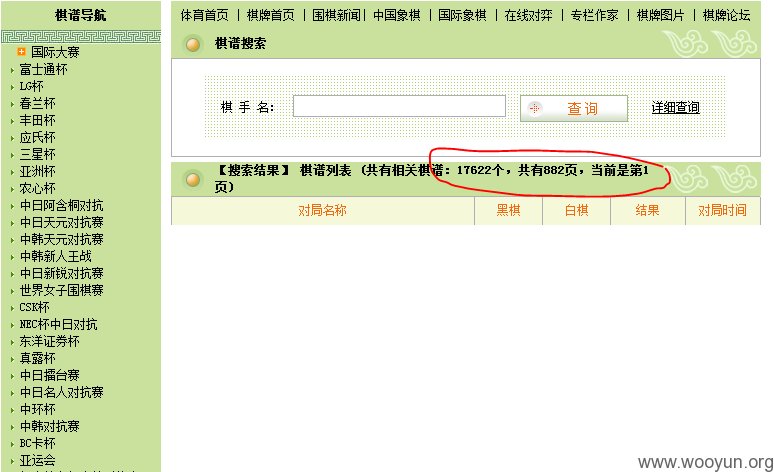 棋谱导航
国际大赛
富士通杯
LG杯
春兰杯
丰田杯
应氏杯
三星杯
亚洲杯
农心杯
中日阿含桐对抗
中日天元对抗赛
中韩天元对抗赛
中韩新人王战
中日新锐对抗赛
世界女子围棋赛
CSK杯
NEC杯中日对抗
东洋证券杯
真露杯
中日擂台赛
中日名人对抗赛
中环杯
中韩对抗赛
BC卡杯
亚运会
体育首页 | 棋牌首页 | 围棋新闻| 中国象棋 | 国际象棋 | 在线对弈 | 专栏作家 | 棋牌图片 | 棋牌论坛
棋谱搜索
棋 手 名： 查 询 详细查询
【搜索结果】 棋谱列表 (共有相关棋谱：17622个，共有882页，当前是第1
页)
对局名称 黑棋 白棋 结果 对局时间
www.wooyun.org